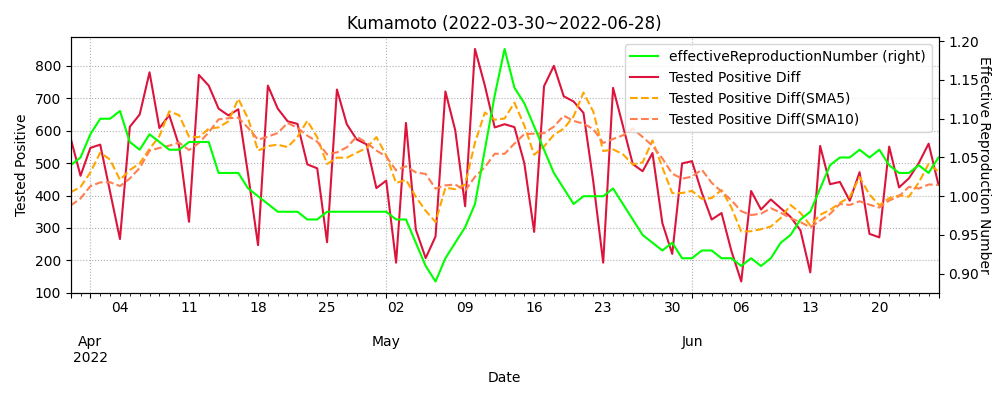 Kumamoto (2022-03-30~2022-06-28)
effectiveReproductionNumber (right)
Tested Positive Diff
Tested Positive Diff(SMA5)
Tested Positive Diff(SMA10)
Tested Positive
800
700
600
500
400
300
200
100
1.20
1.15
1.10
1.05
1.00
0.95
0.90
Effective Reproduction Number
04 11 18 25 02 09 16 23 30 06 13 20
Apr May Jun
2022
Date